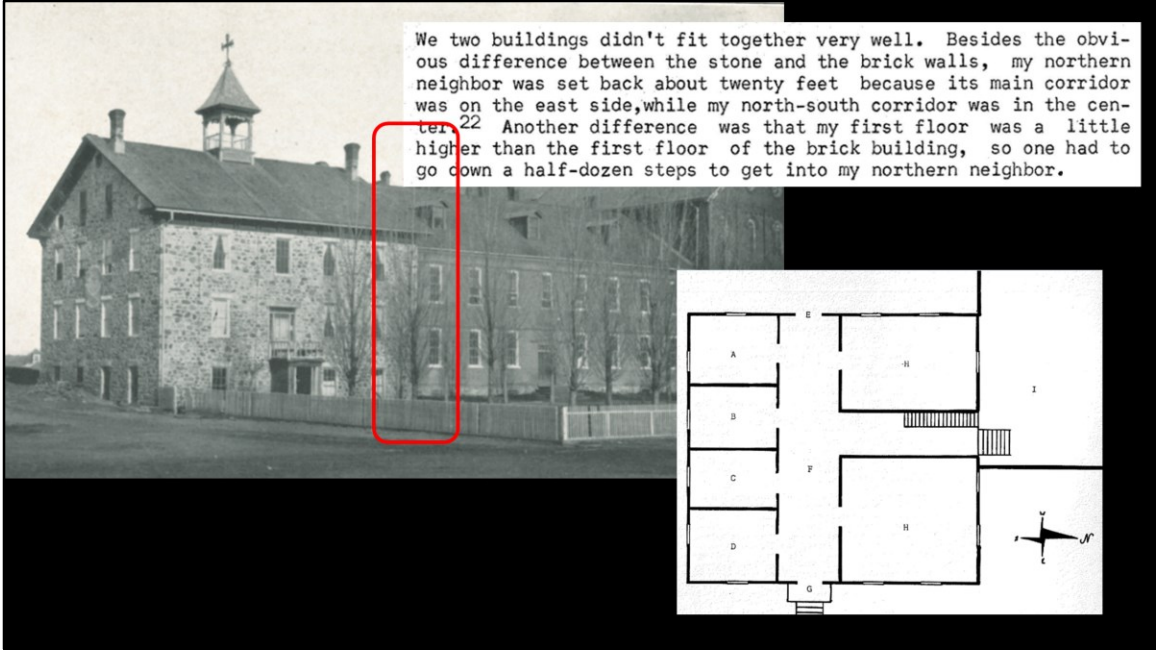 We two buildings didn't fit together very well. Besides the obvi-
ous difference between the stone and the brick walls, my northern
neighbor was set back about twenty feet because its main corridor
was on the east side,while my north-south corridor was in the cen-
ter.22 Another difference was that my first floor was a little
higher than the first floor of the brick building, so one had to
go down a half-dozen steps to get into my northern neighbor.
E
A
H
I
B
F
C
H
D
G
W
S N
E